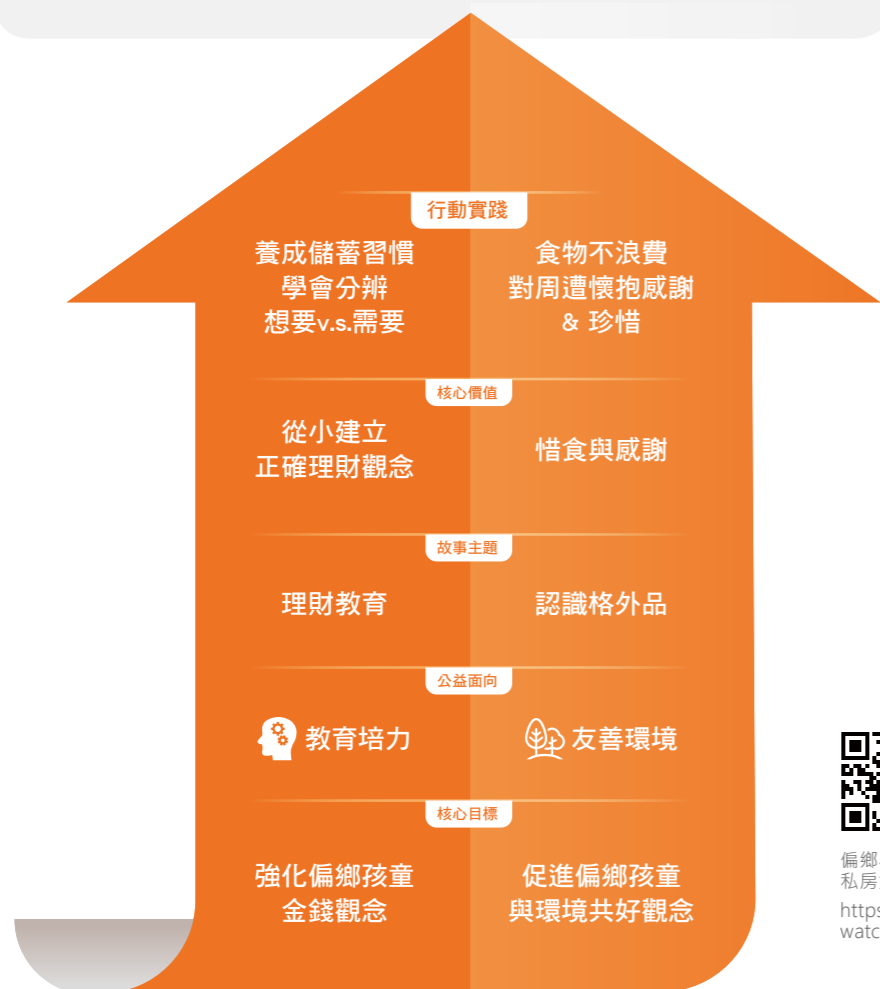 行動實踐
養成儲蓄習慣
學會分辨
想要v.s.需要
食物不浪費
對周遭懷抱感謝
& 珍惜
核心價值
從小建立
正確理財觀念
惜食與感謝
故事主題
理財教育
認識格外品
公益面向
教育培力
友善環境
核心目標
強化偏鄉孩童
金錢觀念
促進偏鄉孩童
與環境共好觀念
偏鄉
私房
https
watc